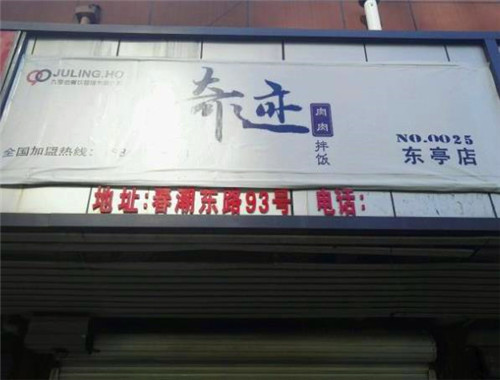 JULING.HO
奇迹
肉肉
拌饭
NO.0025
东亭店
全国加盟热线：
地址:春潮东路93号 电话: